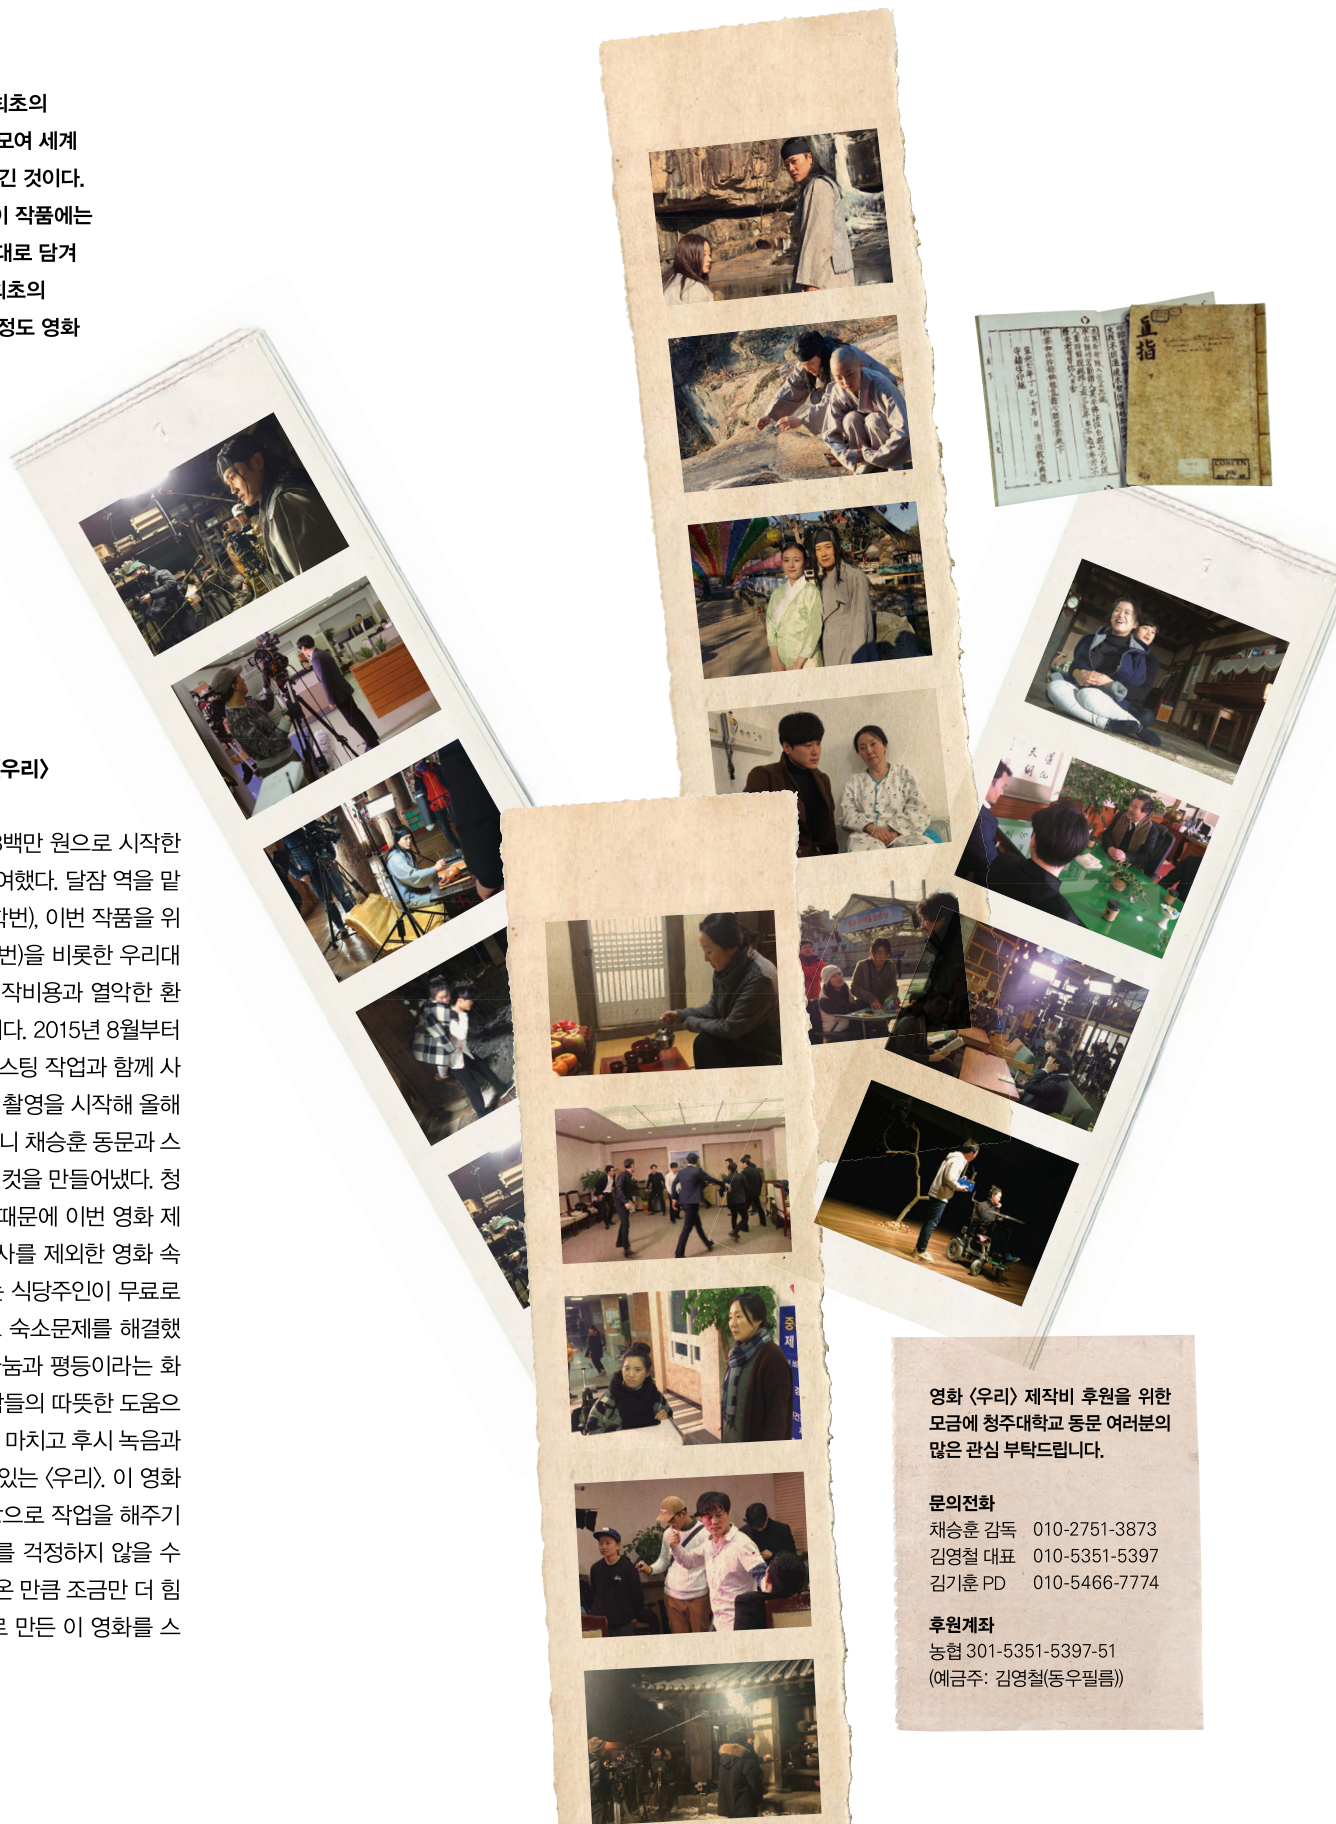 최초의
모여 세계
긴 것이다.
이 작품에는
대로 담겨
최초의
정도 영화
우리〉
3백만 원으로 시작한
여했다. 달잠 역을 맡
학번), 이번 작품을 위
번)을 비롯한 우리대
작비용과 열악한 환
이다. 2015년 8월부터
스팅 작업과 함께 사
촬영을 시작해 올해
니 채승훈 동문과 스
컷을 만들어냈다. 청
때문에 이번 영화 제
사를 제외한 영화 속
는 식당주인이 무료로
숙소문제를 해결했
눔과 평등이라는 화
람들의 따뜻한 도움으
마치고 후시 녹음과
있는 〈우리〉. 이 영화
으로 작업을 해주기
를 걱정하지 않을 수
온 만큼 조금만 더 힘
로 만든 이 영화를 스
直指
COREEN
영화 〈우리〉 제작비 후원을 위한
모금에 청주대학교 동문 여러분의
많은 관심 부탁드립니다.
문의전화
채승훈 감독 010-2751-3873
김영철 대표 010-5351-5397
김기훈 PD 010-5466-7774
후원계좌
농협 301-5351-5397-51
(예금주: 김영철(동우필름))